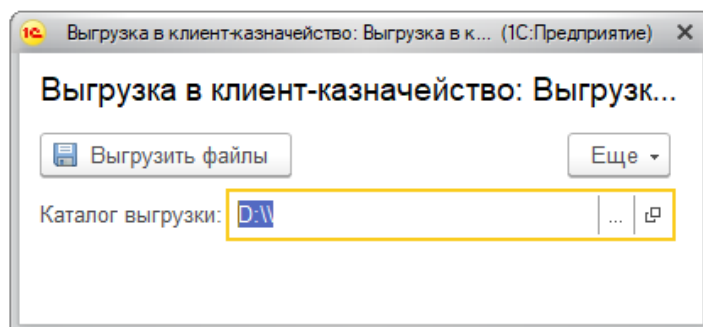 1С Выгрузка в клиент-казначейство: Выгрузка в к... (1С:Предприятие)
Выгрузка в клиент-казначейство: Выгрузк...
Выгрузить файлы Еще
Каталог выгрузки: D:\\ ...